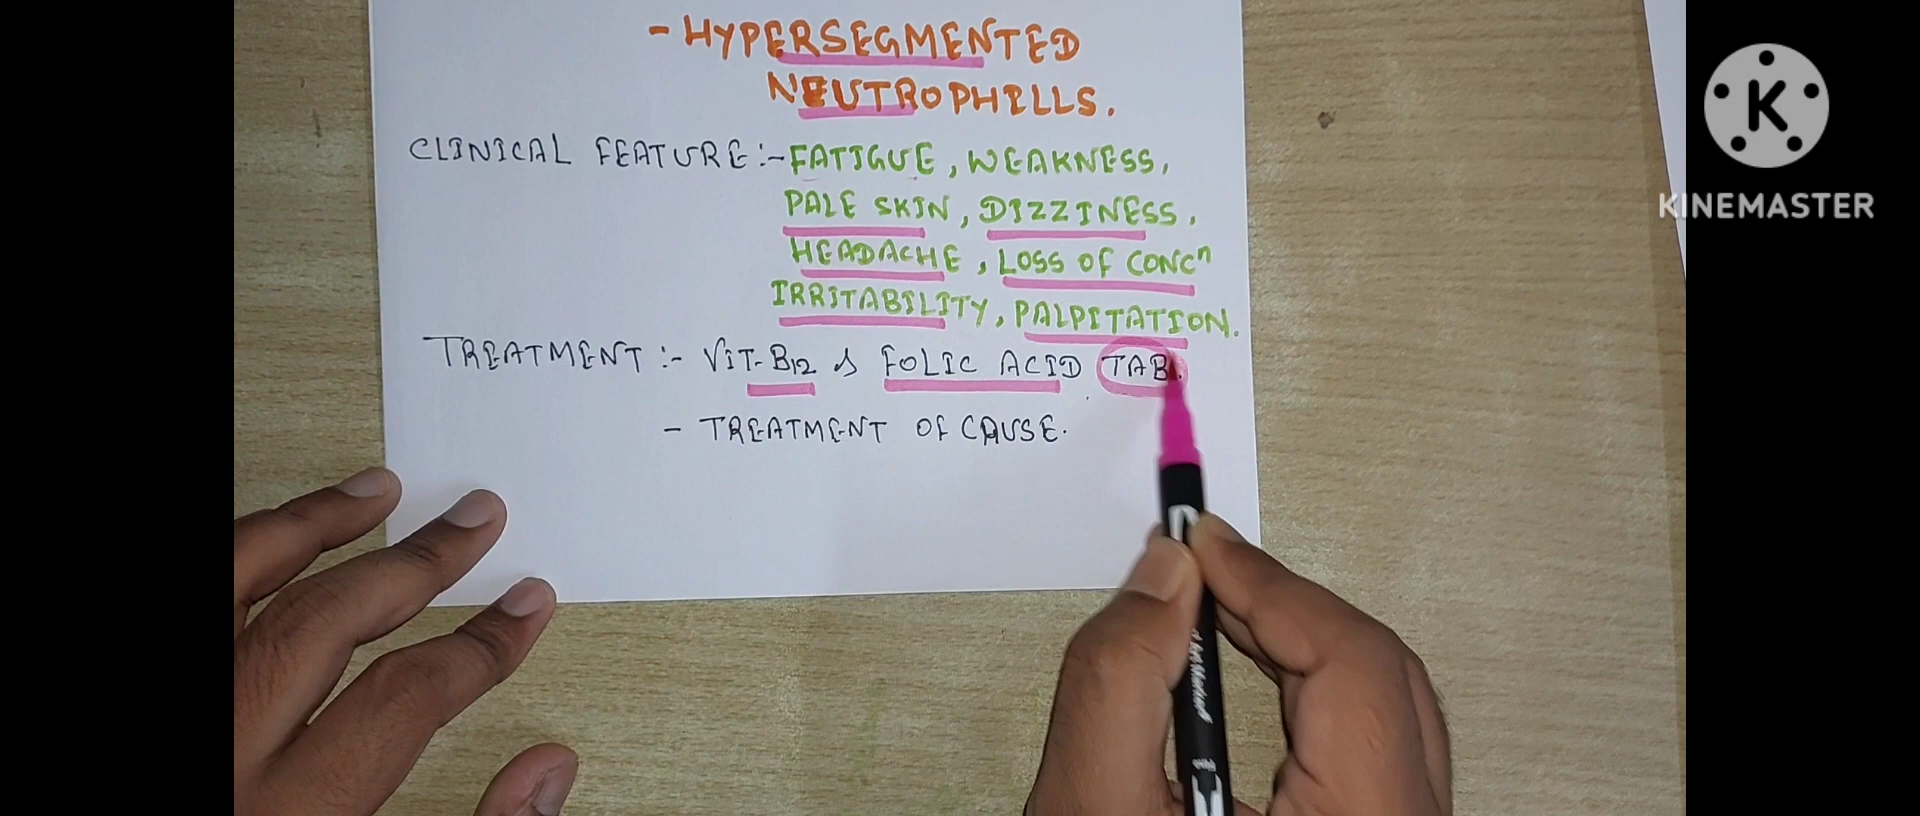 - HYPERSEGMENTED
NEUTROPHILLS.
CLINICAL FEATURE :- FATIGUE, WEAKNESS,
PALE SKIN, DIZZINESS,
HEADACHE, LOSS OF CONCⁿ
IRRITABILITY, PALPITATION.
TREATMENT :- VIT-B12 & FOLIC ACID TAB.
- TREATMENT OF CAUSE.
K
KINEMASTER